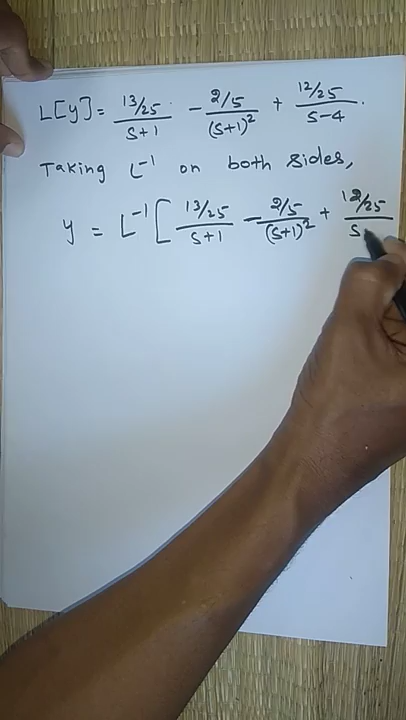 L[y] = 13/25/s+1 - 2/5/(s+1)² + 12/25/s-4.
Taking L⁻¹ on both sides,
y = L⁻¹[ 13/25/s+1 - 2/5/(s+1)² + 12/25/s